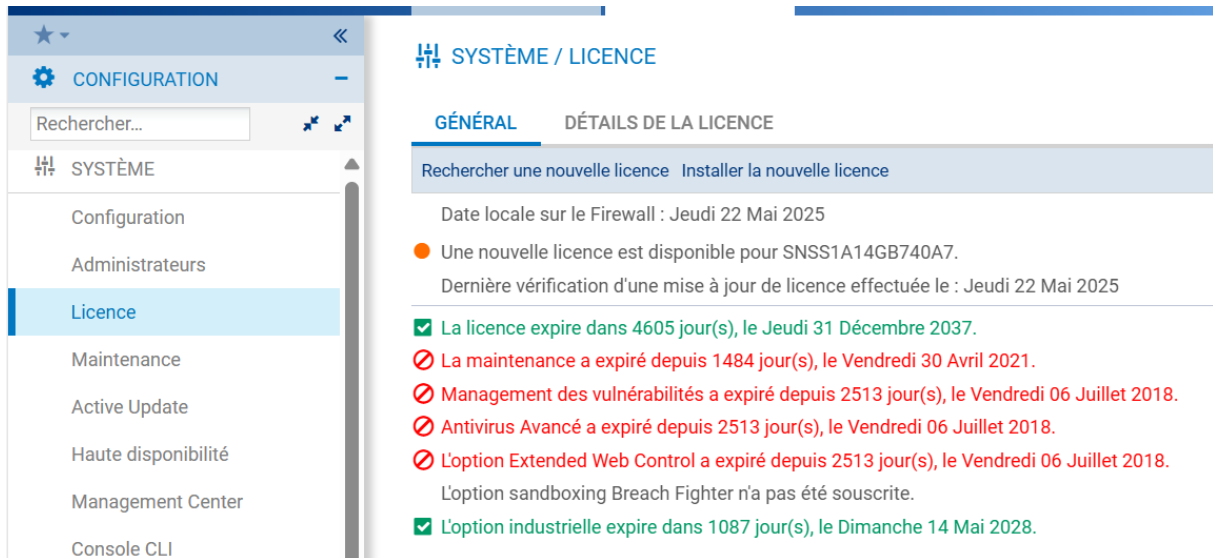 CONFIGURATION
Rechercher...
SYSTÈME
Configuration
Administrateurs
Licence
Maintenance
Active Update
Haute disponibilité
Management Center
Console CLI
SYSTÈME / LICENCE
GÉNÉRAL DÉTAILS DE LA LICENCE
Rechercher une nouvelle licence Installer la nouvelle licence
Date locale sur le Firewall : Jeudi 22 Mai 2025
Une nouvelle licence est disponible pour SNSS1A14GB740A7.
Dernière vérification d'une mise à jour de licence effectuée le : Jeudi 22 Mai 2025
La licence expire dans 4605 jour(s), le Jeudi 31 Décembre 2037.
La maintenance a expiré depuis 1484 jour(s), le Vendredi 30 Avril 2021.
Management des vulnérabilités a expiré depuis 2513 jour(s), le Vendredi 06 Juillet 2018.
Antivirus Avancé a expiré depuis 2513 jour(s), le Vendredi 06 Juillet 2018.
L'option Extended Web Control a expiré depuis 2513 jour(s), le Vendredi 06 Juillet 2018.
L'option sandboxing Breach Fighter n'a pas été souscrite.
L'option industrielle expire dans 1087 jour(s), le Dimanche 14 Mai 2028.